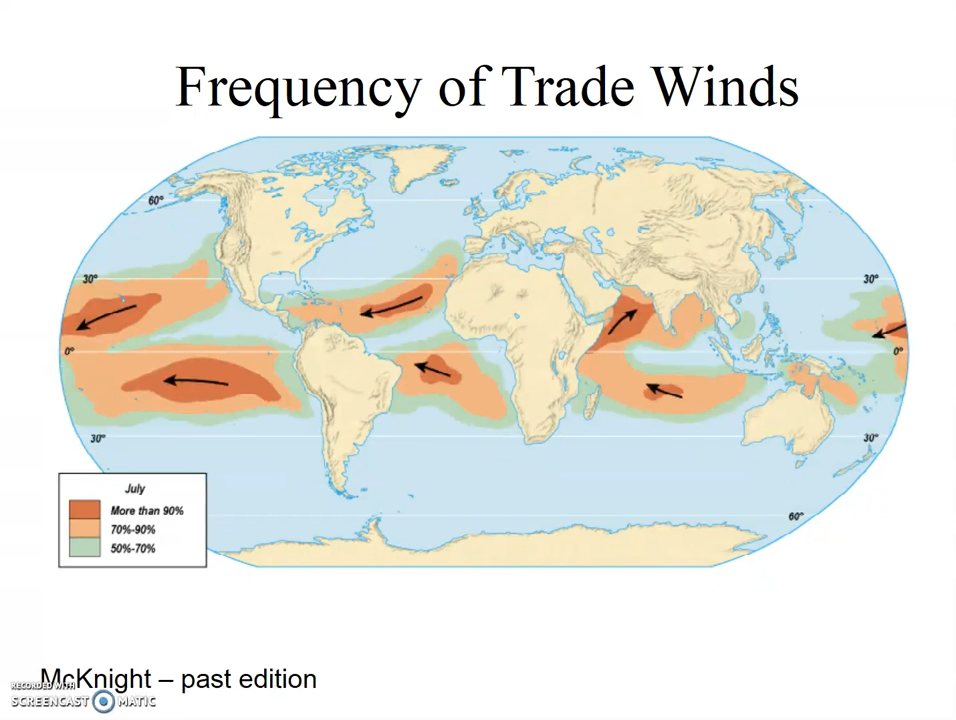 Frequency of Trade Winds
60°
30°
30°
0°
0°
30°
30°
60°
July
More than 90%
70%-90%
50%-70%
McKnight – past edition
RECORDED WITH
SCREENCAST MATIC